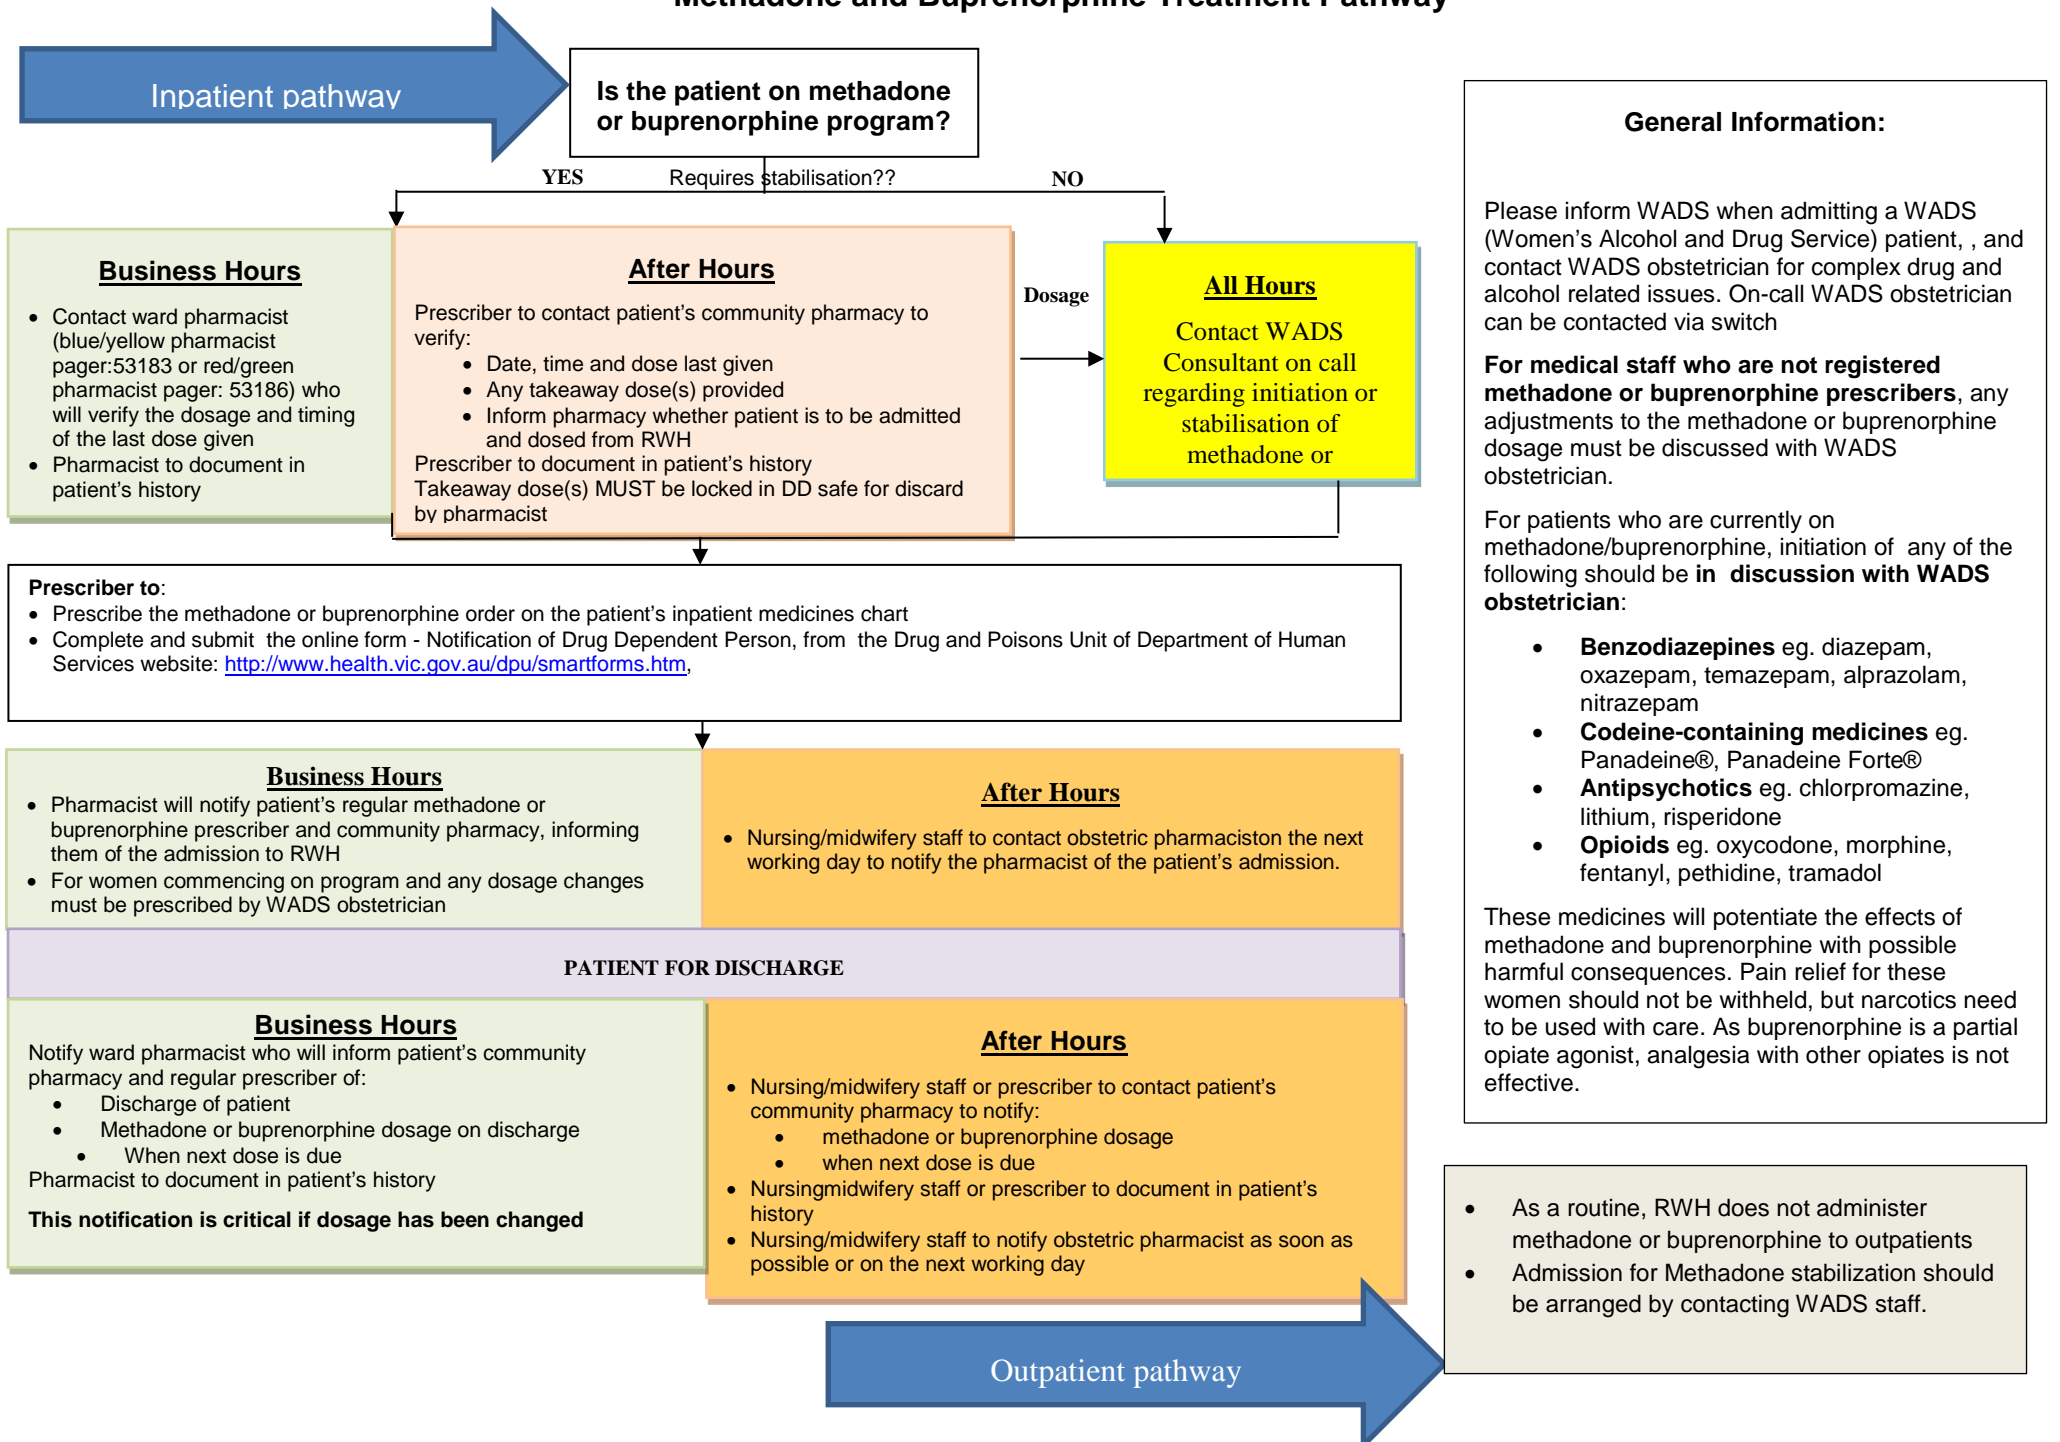 Methadone and Buprenorphine Treatment Pathway
Inpatient pathway
Is the patient on methadone
or buprenorphine program?
YES
Requires stabilisation??
NO
Business Hours
• Contact ward pharmacist
(blue/yellow pharmacist
pager:53183 or red/green
pharmacist pager: 53186) who
will verify the dosage and timing
of the last dose given
• Pharmacist to document in
patient's history
After Hours
Prescriber to contact patient's community pharmacy to
verify:
• Date, time and dose last given
• Any takeaway dose(s) provided
• Inform pharmacy whether patient is to be admitted
and dosed from RWH
Prescriber to document in patient's history
Takeaway dose(s) MUST be locked in DD safe for discard
by pharmacist
Dosage
All Hours
Contact WADS
Consultant on call
regarding initiation or
stabilisation of
methadone or
Prescriber to:
• Prescribe the methadone or buprenorphine order on the patient's inpatient medicines chart
• Complete and submit  the online form - Notification of Drug Dependent Person, from  the Drug and Poisons Unit of Department of Human
Services website: http://www.health.vic.gov.au/dpu/smartforms.htm,
Business Hours
• Pharmacist will notify patient's regular methadone or
buprenorphine prescriber and community pharmacy, informing
them of the admission to RWH
• For women commencing on program and any dosage changes
must be prescribed by WADS obstetrician
After Hours
• Nursing/midwifery staff to contact obstetric pharmaciston the next
working day to notify the pharmacist of the patient's admission.
PATIENT FOR DISCHARGE
Business Hours
Notify ward pharmacist who will inform patient's community
pharmacy and regular prescriber of:
• Discharge of patient
• Methadone or buprenorphine dosage on discharge
• When next dose is due
Pharmacist to document in patient's history
This notification is critical if dosage has been changed
After Hours
• Nursing/midwifery staff or prescriber to contact patient's
community pharmacy to notify:
• methadone or buprenorphine dosage
• when next dose is due
• Nursingmidwifery staff or prescriber to document in patient's
history
• Nursing/midwifery staff to notify obstetric pharmacist as soon as
possible or on the next working day
Outpatient pathway
General Information:
Please inform WADS when admitting a WADS
(Women's Alcohol and Drug Service) patient, , and
contact WADS obstetrician for complex drug and
alcohol related issues. On-call WADS obstetrician
can be contacted via switch
For medical staff who are not registered
methadone or buprenorphine prescribers, any
adjustments to the methadone or buprenorphine
dosage must be discussed with WADS
obstetrician.
For patients who are currently on
methadone/buprenorphine, initiation of  any of the
following should be in  discussion with WADS
obstetrician:
• Benzodiazepines eg. diazepam,
oxazepam, temazepam, alprazolam,
nitrazepam
• Codeine-containing medicines eg.
Panadeine®, Panadeine Forte®
• Antipsychotics eg. chlorpromazine,
lithium, risperidone
• Opioids eg. oxycodone, morphine,
fentanyl, pethidine, tramadol
These medicines will potentiate the effects of
methadone and buprenorphine with possible
harmful consequences. Pain relief for these
women should not be withheld, but narcotics need
to be used with care. As buprenorphine is a partial
opiate agonist, analgesia with other opiates is not
effective.
• As a routine, RWH does not administer
methadone or buprenorphine to outpatients
• Admission for Methadone stabilization should
be arranged by contacting WADS staff.